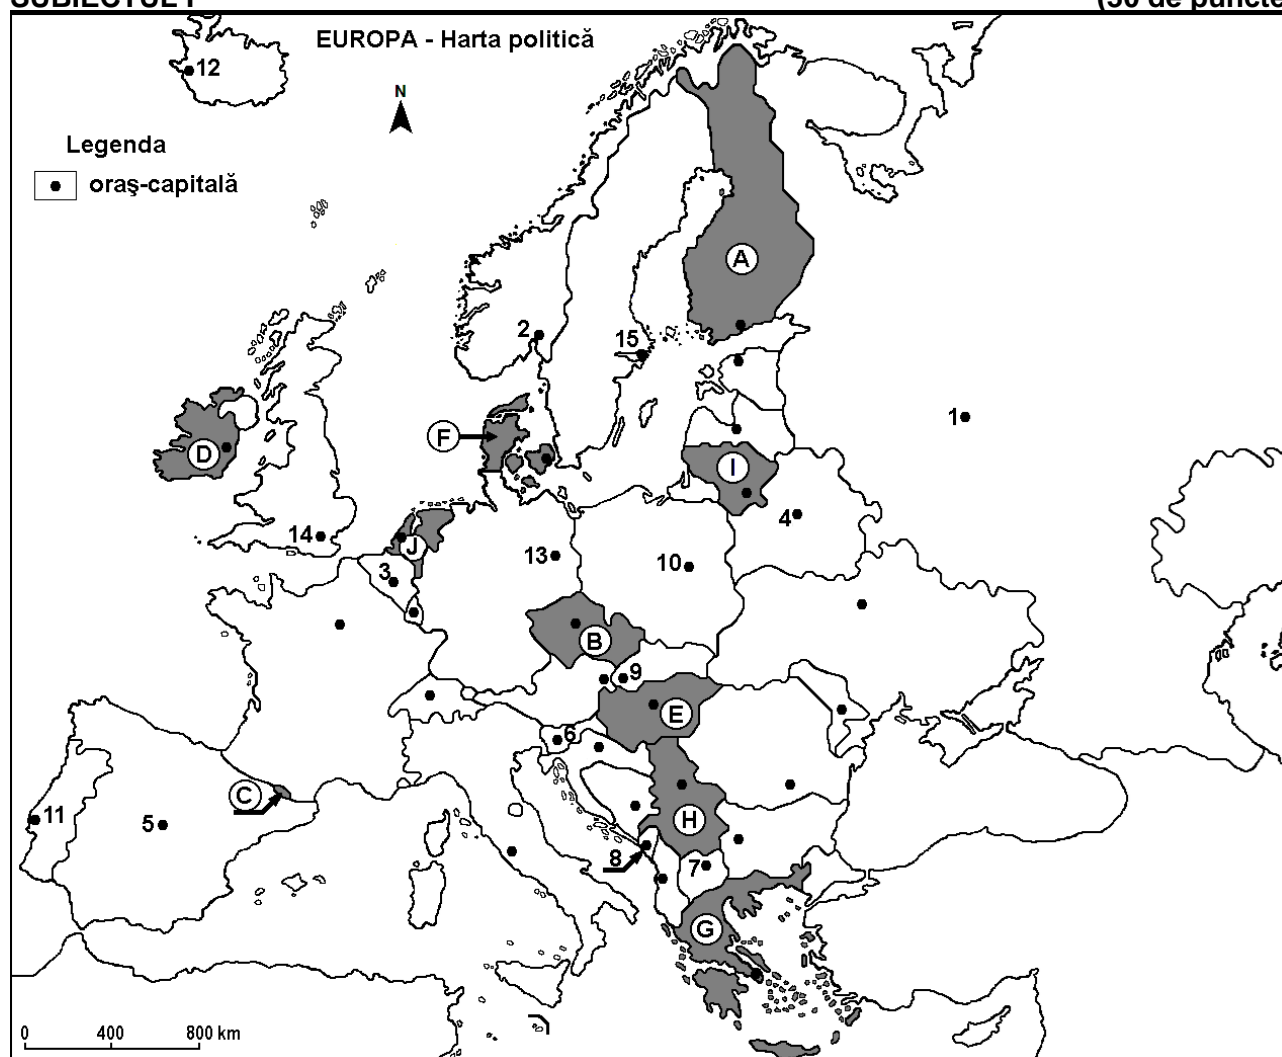 SUBIECTUL I (30 de puncte
EUROPA - Harta politică
12
N
Legenda
oraş-capitală
A
2
15
1
F
D
I
4
14
J
13
10
3
B
9
E
6
C
11
5
H
8
7
G
0 400 800 km